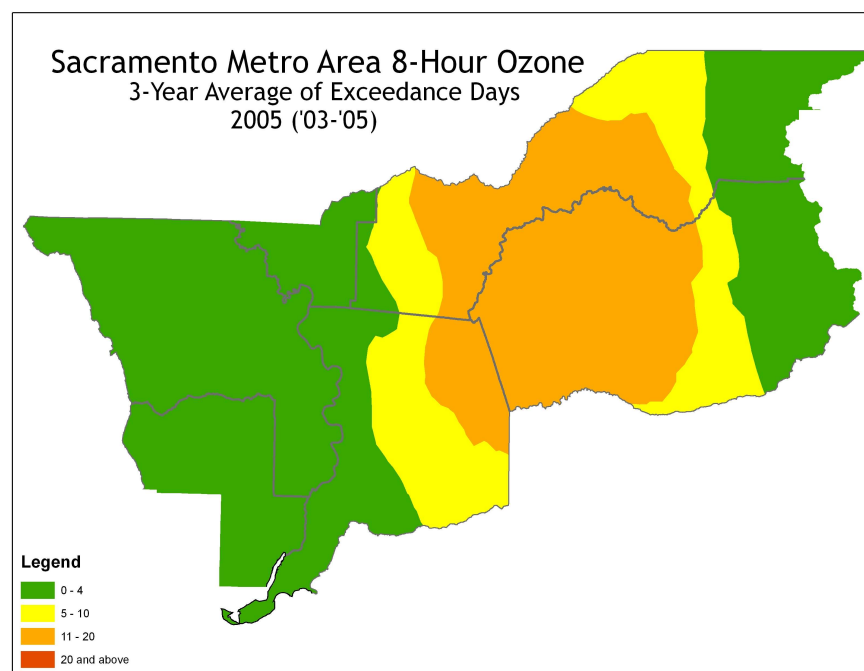 Sacramento Metro Area 8-Hour Ozone
3-Year Average of Exceedance Days
2005 ('03-'05)
Legend
0 - 4
5 - 10
11 - 20
20 and above